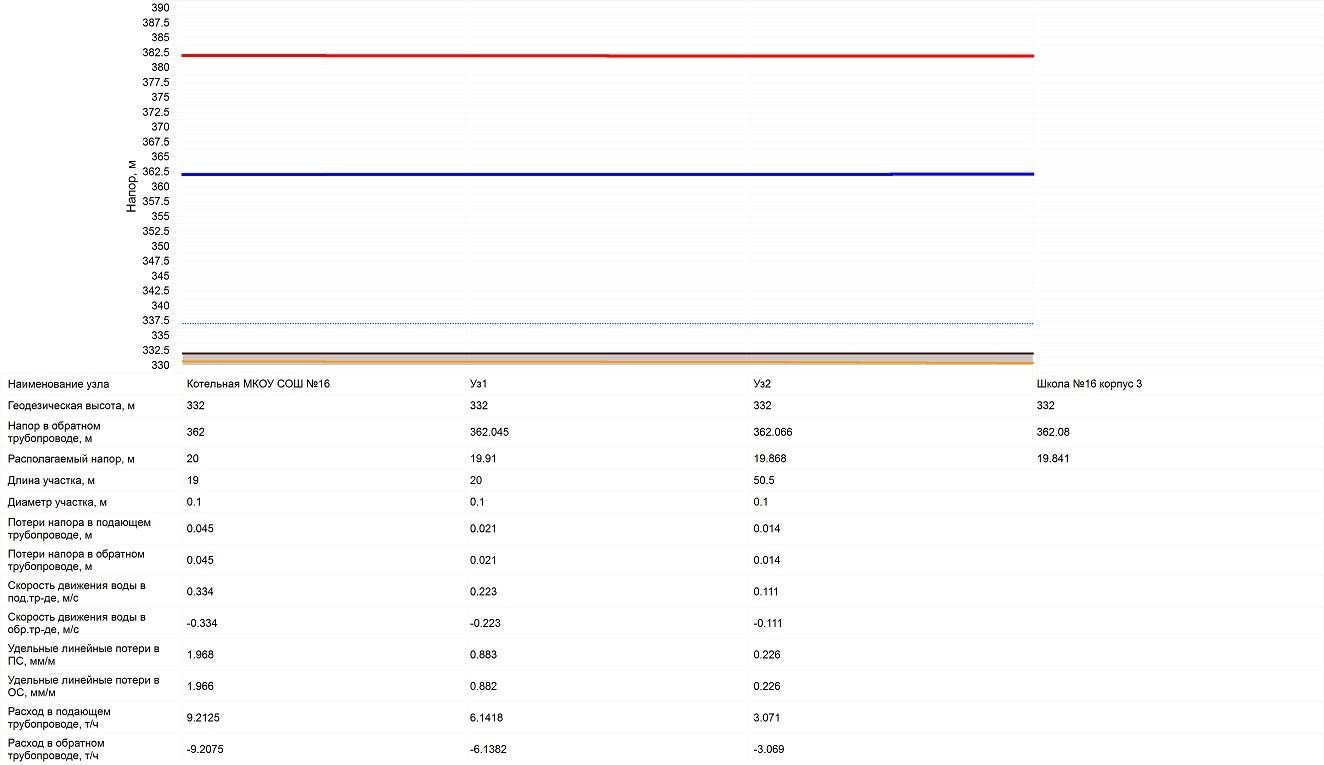 390
387.5
385
382.5
380
377.5
375
372.5
370
367.5
365
362.5
360
357.5
355
352.5
350
347.5
345
342.5
340
337.5
335
332.5
330
Напор, м
Наименование узла Котельная МКОУ СОШ №16 Уз1 Уз2 Школа №16 корпус 3
Геодезическая высота, м 332 332 332 332
Напор в обратном
трубопроводе, м 362 362.045 362.066 362.08
Располагаемый напор, м 20 19.91 19.868 19.841
Длина участка, м 19 20 50.5
Диаметр участка, м 0.1 0.1 0.1
Потери напора в подающем
трубопроводе, м 0.045 0.021 0.014
Потери напора в обратном
трубопроводе, м 0.045 0.021 0.014
Скорость движения воды в
под.тр-де, м/с 0.334 0.223 0.111
Скорость движения воды в
обр.тр-де, м/с -0.334 -0.223 -0.111
Удельные линейные потери в
ПС, мм/м 1.968 0.883 0.226
Удельные линейные потери в
ОС, мм/м 1.966 0.882 0.226
Расход в подающем
трубопроводе, т/ч 9.2125 6.1418 3.071
Расход в обратном
трубопроводе, т/ч -9.2075 -6.1382 -3.069